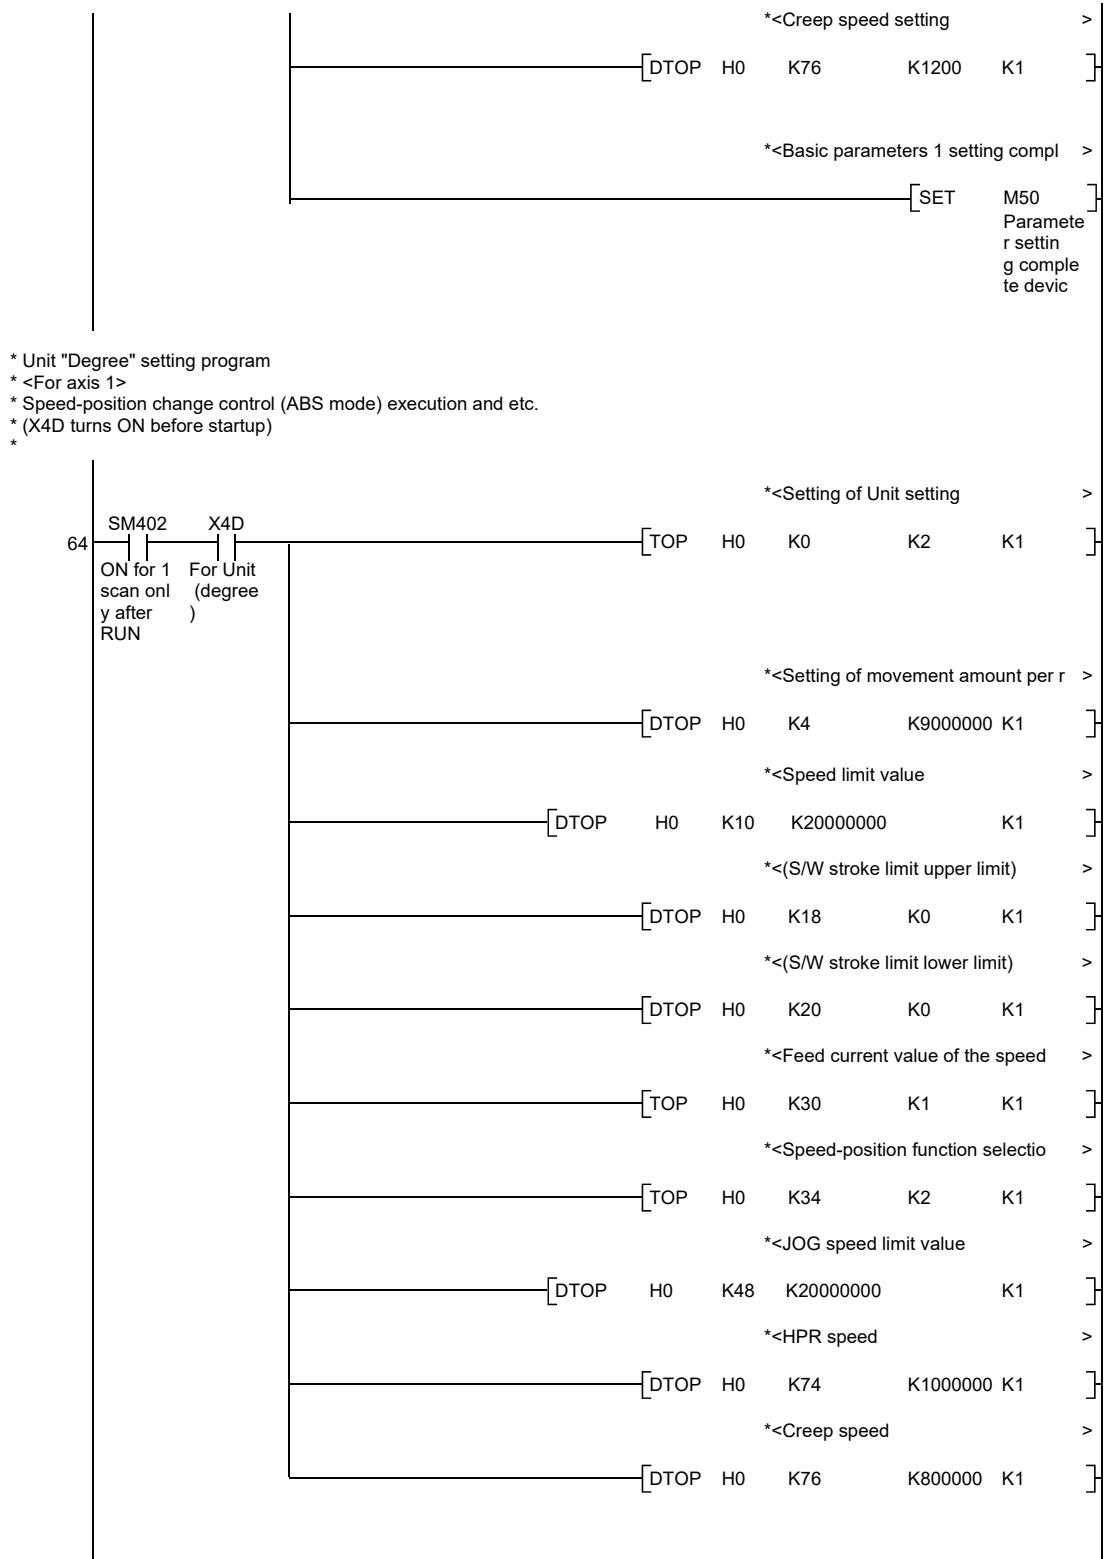 *<Creep speed setting >
DTOP H0 K76 K1200 K1
*<Basic parameters 1 setting compl >
SET M50
Paramete
r settin
g comple
te devic
* Unit "Degree" setting program
* <For axis 1>
* Speed-position change control (ABS mode) execution and etc.
* (X4D turns ON before startup)
*
*<Setting of Unit setting >
SM402 X4D
64 TOP H0 K0 K2 K1
ON for 1 For Unit
scan onl (degree
y after )
RUN
*<Setting of movement amount per r >
DTOP H0 K4 K9000000 K1
*<Speed limit value >
DTOP H0 K10 K20000000 K1
*<(S/W stroke limit upper limit) >
DTOP H0 K18 K0 K1
*<(S/W stroke limit lower limit) >
DTOP H0 K20 K0 K1
*<Feed current value of the speed >
TOP H0 K30 K1 K1
*<Speed-position function selectio >
TOP H0 K34 K2 K1
*<JOG speed limit value >
DTOP H0 K48 K20000000 K1
*<HPR speed >
DTOP H0 K74 K1000000 K1
*<Creep speed >
DTOP H0 K76 K800000 K1